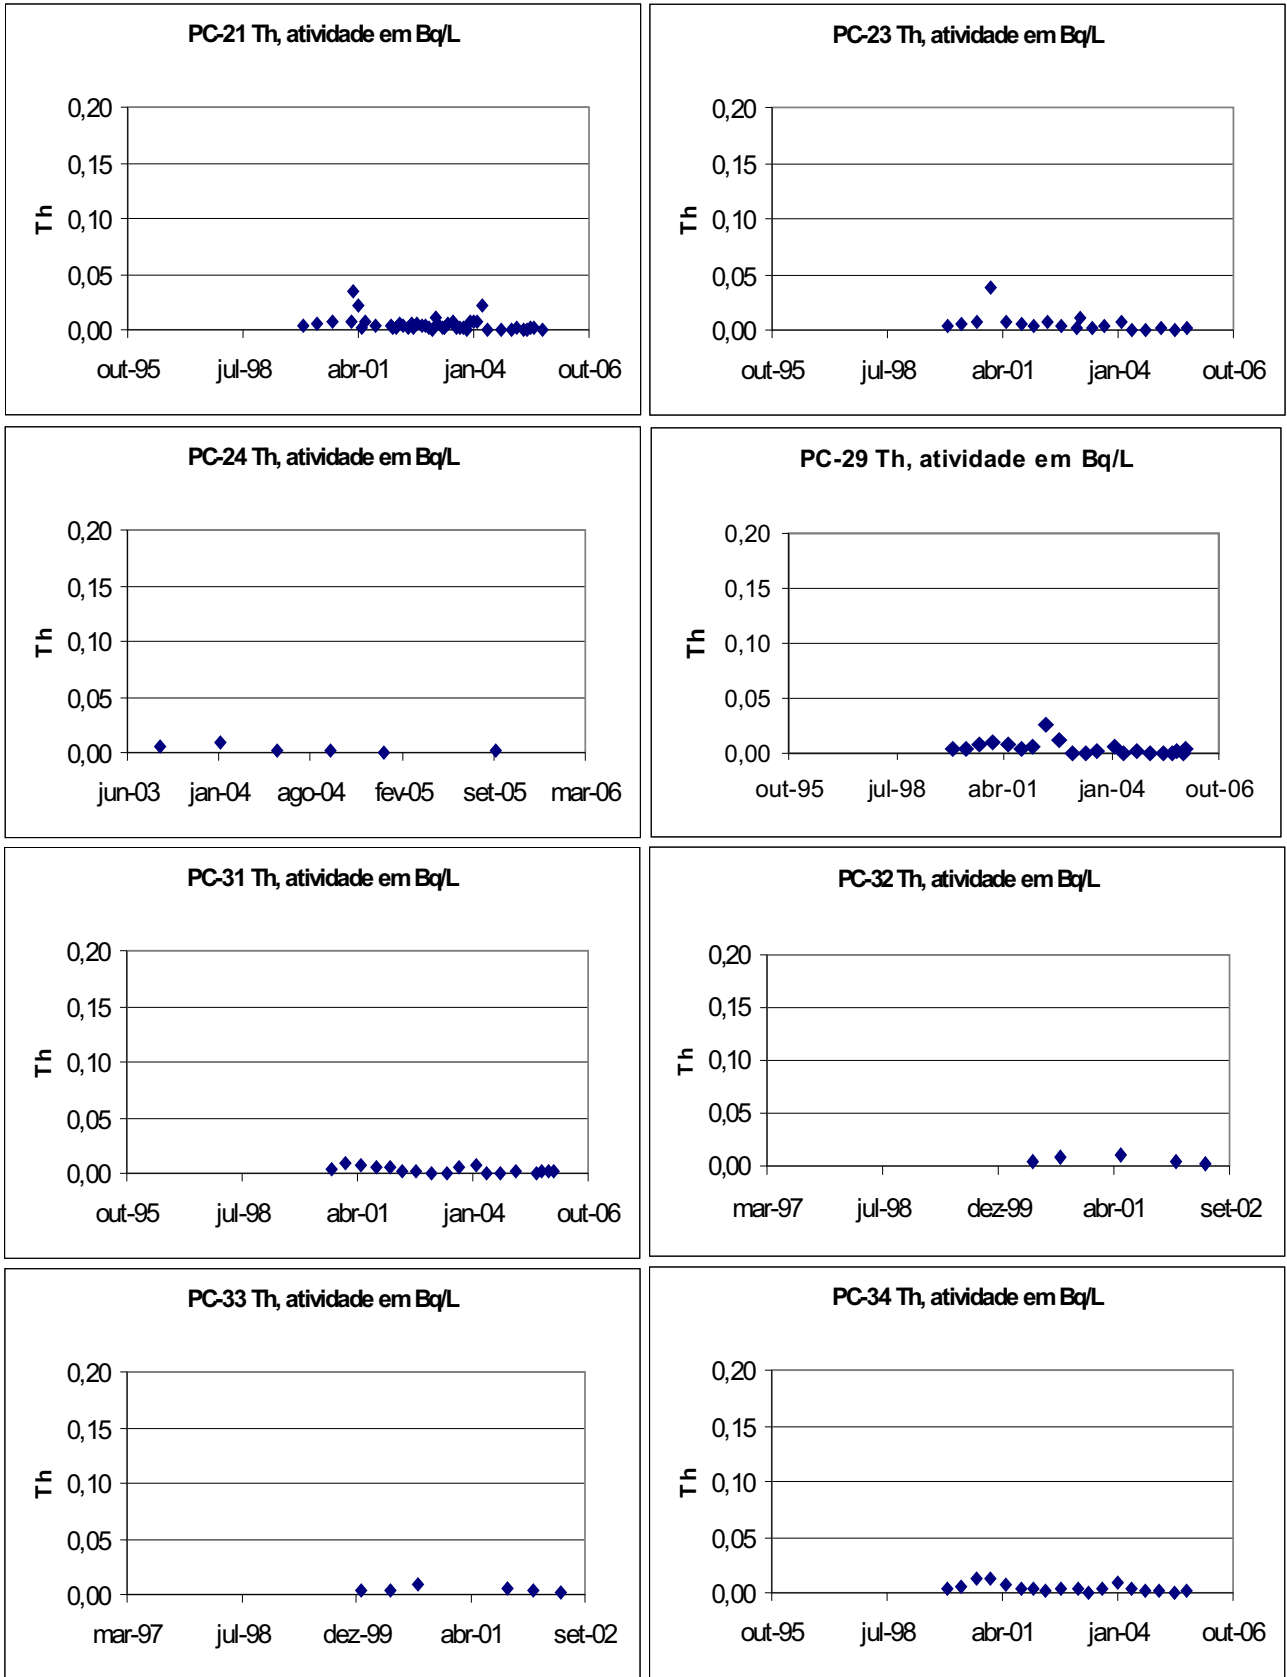 PC-21 Th, atividade em Bq/L
0,20
0,15
0,10
0,05
0,00
Th
out-95 jul-98 abr-01 jan-04 out-06
PC-23 Th, atividade em Bq/L
0,20
0,15
0,10
0,05
0,00
Th
out-95 jul-98 abr-01 jan-04 out-06
PC-24 Th, atividade em Bq/L
0,20
0,15
0,10
0,05
0,00
Th
jun-03 jan-04 ago-04 fev-05 set-05 mar-06
PC-29 Th, atividade em Bq/L
0,20
0,15
0,10
0,05
0,00
Th
out-95 jul-98 abr-01 jan-04 out-06
PC-31 Th, atividade em Bq/L
0,20
0,15
0,10
0,05
0,00
Th
out-95 jul-98 abr-01 jan-04 out-06
PC-32 Th, atividade em Bq/L
0,20
0,15
0,10
0,05
0,00
Th
mar-97 jul-98 dez-99 abr-01 set-02
PC-33 Th, atividade em Bq/L
0,20
0,15
0,10
0,05
0,00
Th
mar-97 jul-98 dez-99 abr-01 set-02
PC-34 Th, atividade em Bq/L
0,20
0,15
0,10
0,05
0,00
Th
out-95 jul-98 abr-01 jan-04 out-06